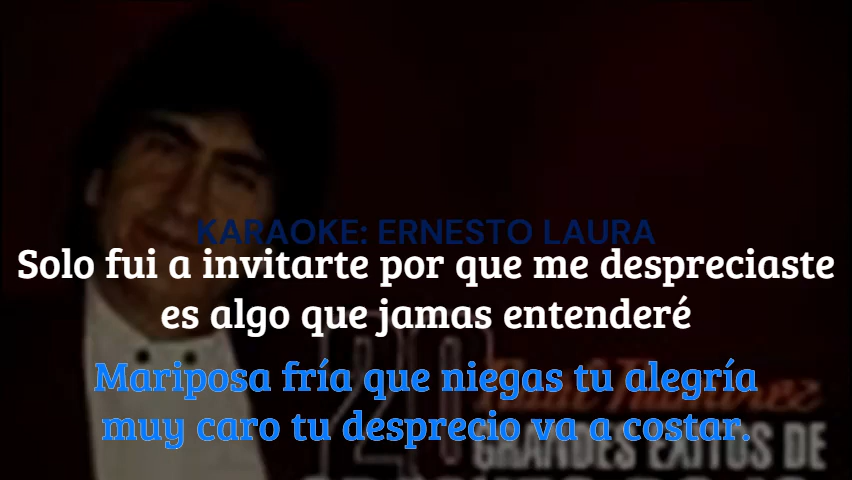 KARAOKE: ERNESTO LAURA
Solo fui a invitarte por que me despreciaste
es algo que jamas entenderé
Mariposa fría que niegas tu alegría
muy caro tu desprecio va a costar.
20
GRANDES EXITOS DE